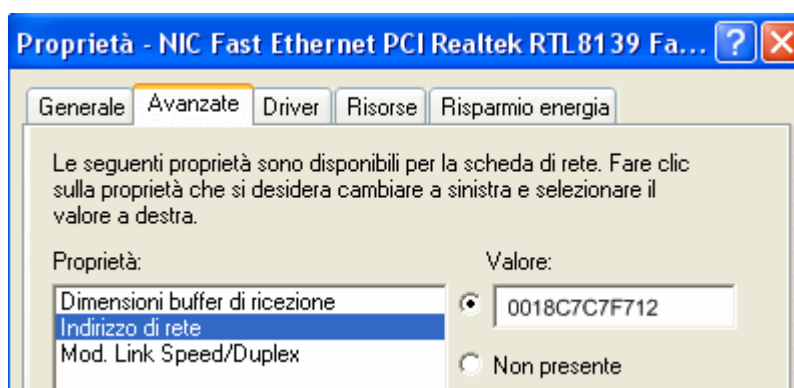 Proprietà - NIC Fast Ethernet PCI Realtek RTL8139 Fa...
Generale Avanzate Driver Risorse Risparmio energia
Le seguenti proprietà sono disponibili per la scheda di rete. Fare clic
sulla proprietà che si desidera cambiare a sinistra e selezionare il
valore a destra.
Proprietà: Valore:
Dimensioni buffer di ricezione
Indirizzo di rete
Mod. Link Speed/Duplex
0018C7C7F712
Non presente